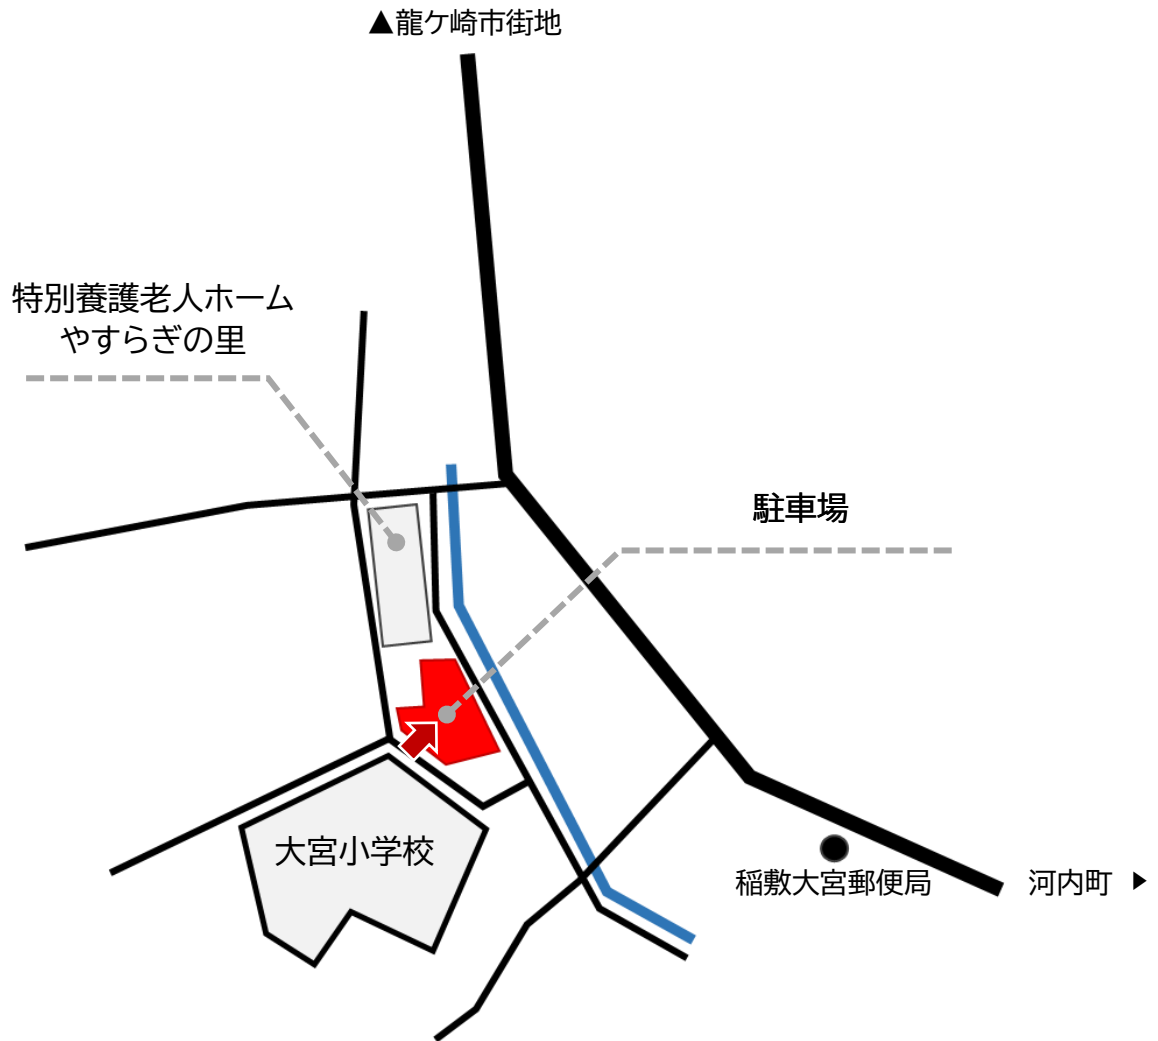 ▲龍ケ崎市街地
特別養護老人ホーム
やすらぎの里
駐車場
大宮小学校
稲敷大宮郵便局
河内町 ▶